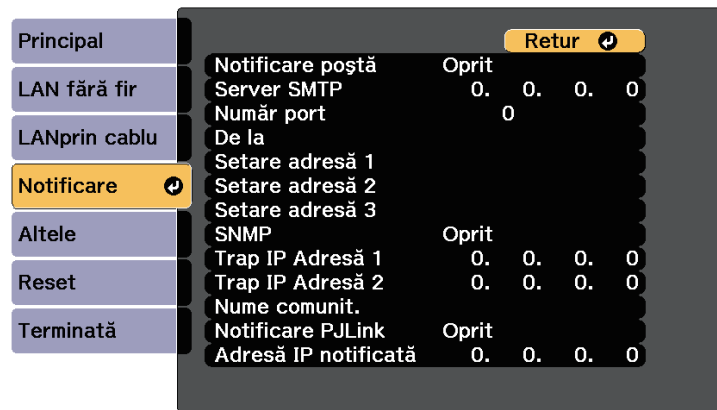 Principal
LAN fără fir
LANprin cablu
Notificare
Altele
Reset
Terminată
Retur
Notificare poştă Oprit
Server SMTP 0. 0. 0. 0
Număr port 0
De la
Setare adresă 1
Setare adresă 2
Setare adresă 3
SNMP Oprit
Trap IP Adresă 1 0. 0. 0. 0
Trap IP Adresă 2 0. 0. 0. 0
Nume comunit.
Notificare PJLink Oprit
Adresă IP notificată 0. 0. 0. 0